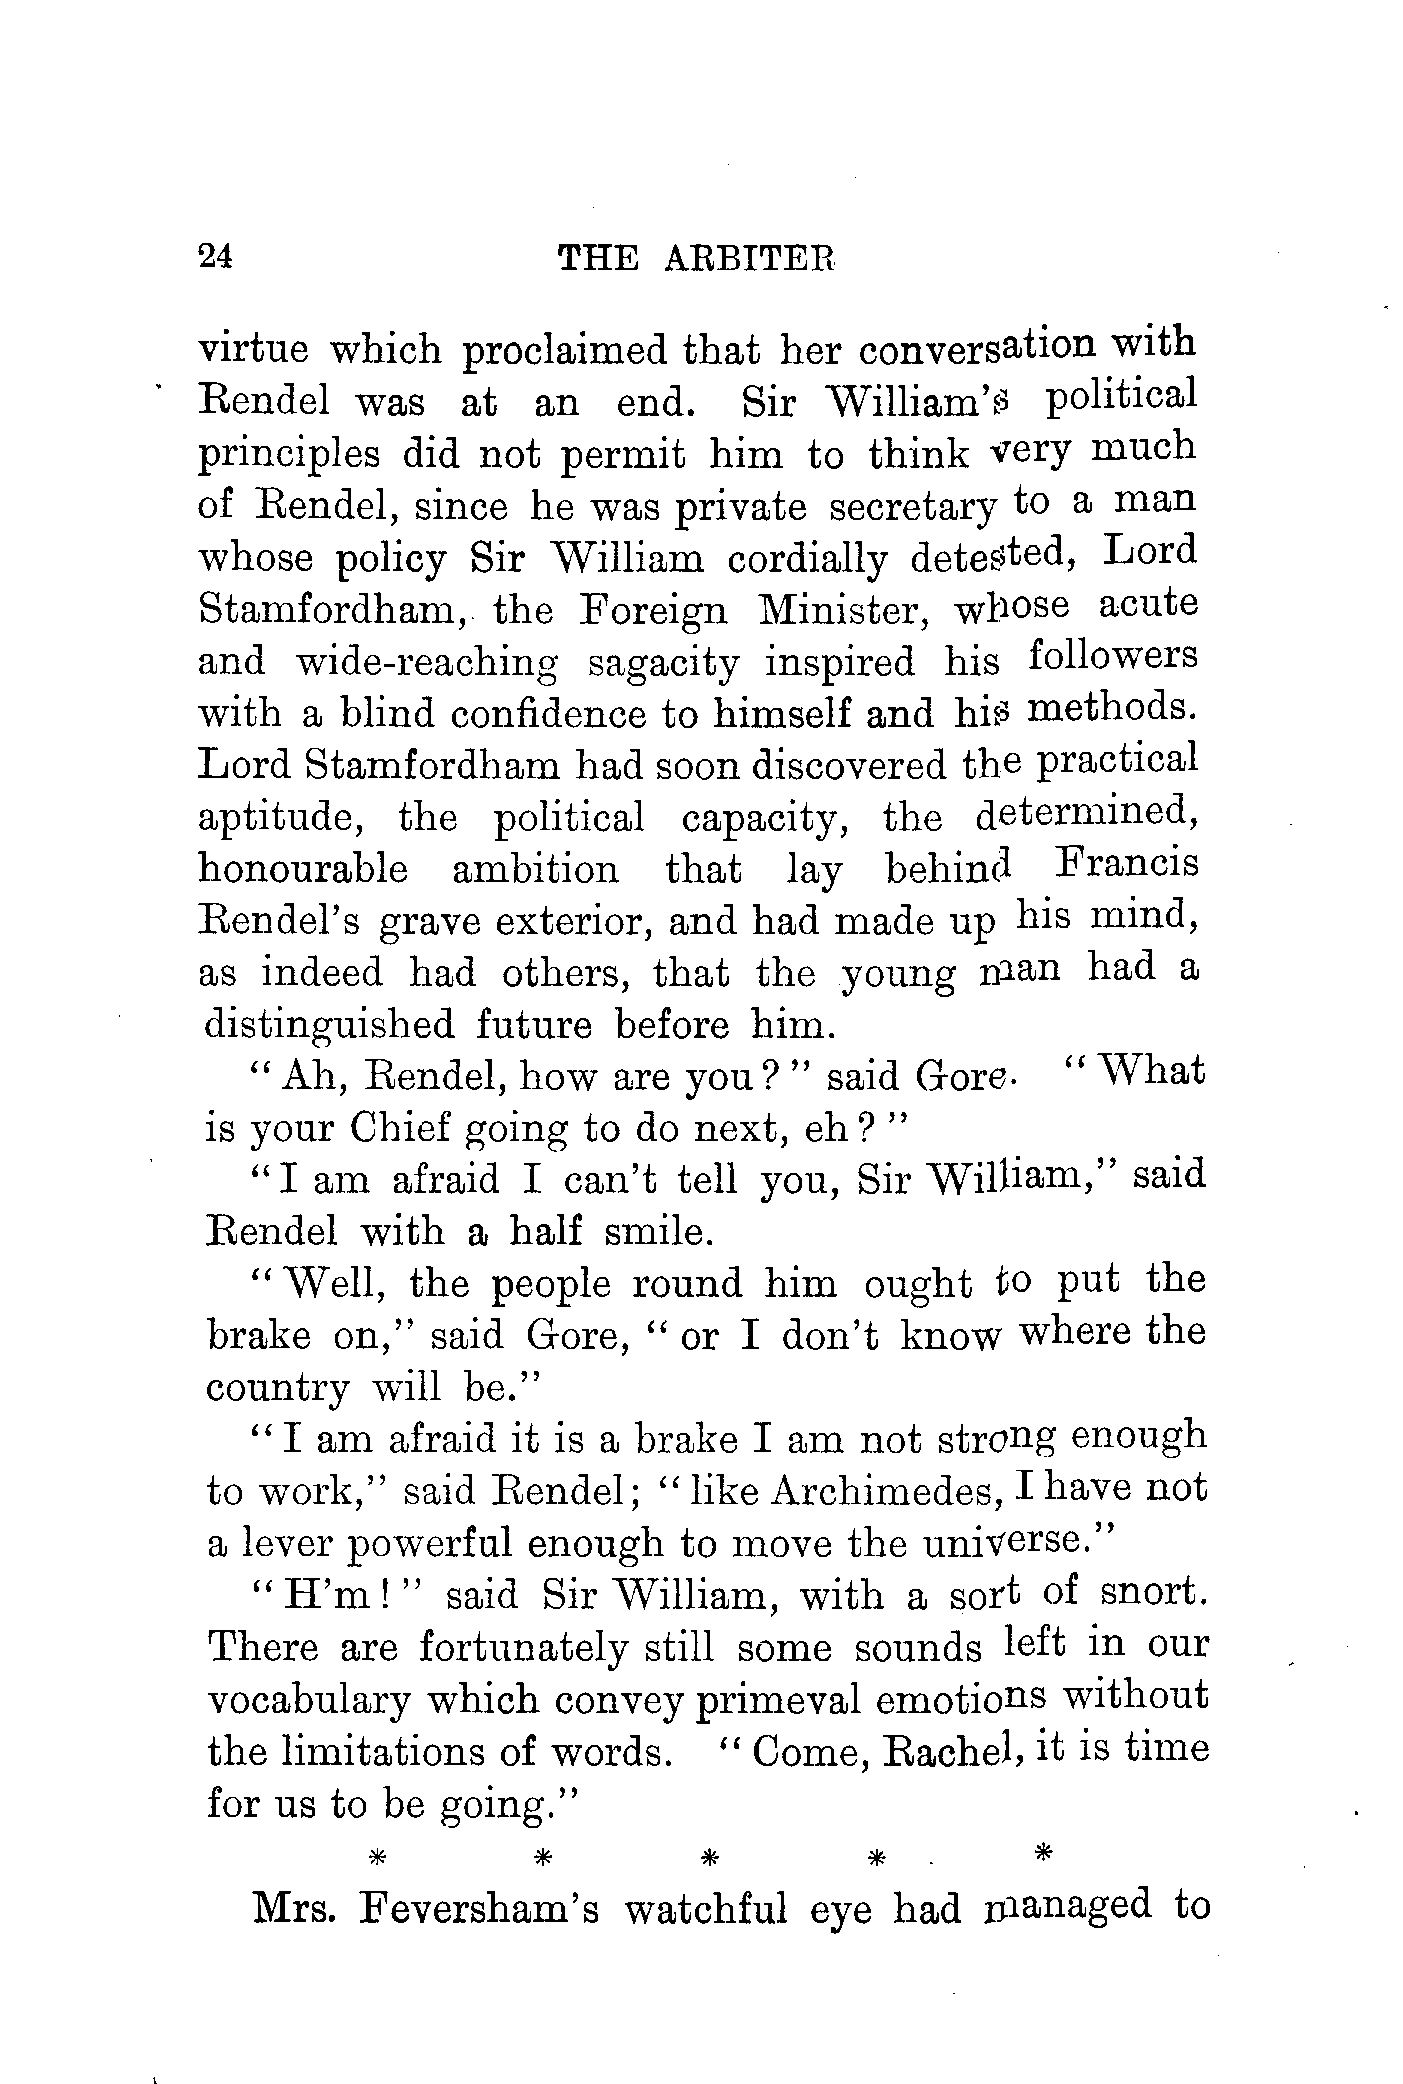 24 THE ARBITER
virtue which proclaimed that her conversation with
Rendel was at an end. Sir William's political
principles did not permit him to think very much
of Rendel, since he was private secretary to a man
whose policy Sir William cordially detested, Lord
Stamfordham, the Foreign Minister, whose acute
and wide-reaching sagacity inspired his followers
with a blind confidence to himself and his methods.
Lord Stamfordham had soon discovered the practical
aptitude, the political capacity, the determined,
honourable ambition that lay behind Francis
Rendel's grave exterior, and had made up his mind,
as indeed had others, that the young man had a
distinguished future before him.
“ Ah, Rendel, how are you ? ” said Gore. “ What
is your Chief going to do next, eh ? ”
“ I am afraid I can't tell you, Sir William,” said
Rendel with a half smile.
“ Well, the people round him ought to put the
brake on,” said Gore, “ or I don't know where the
country will be.”
“ I am afraid it is a brake I am not strong enough
to work,” said Rendel; “ like Archimedes, I have not
a lever powerful enough to move the universe.”
“ H'm ! ” said Sir William, with a sort of snort.
There are fortunately still some sounds left in our
vocabulary which convey primeval emotions without
the limitations of words. “ Come, Rachel, it is time
for us to be going.”
* * * * *
Mrs. Feversham's watchful eye had managed to